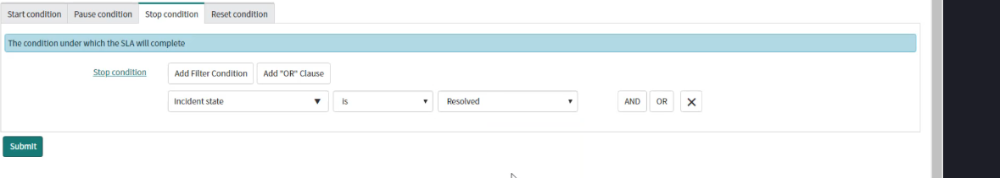 Start condition Pause condition Stop condition Reset condition
The condition under which the SLA will complete
Stop condition Add Filter Condition Add "OR" Clause
Incident state is Resolved AND OR
Submit